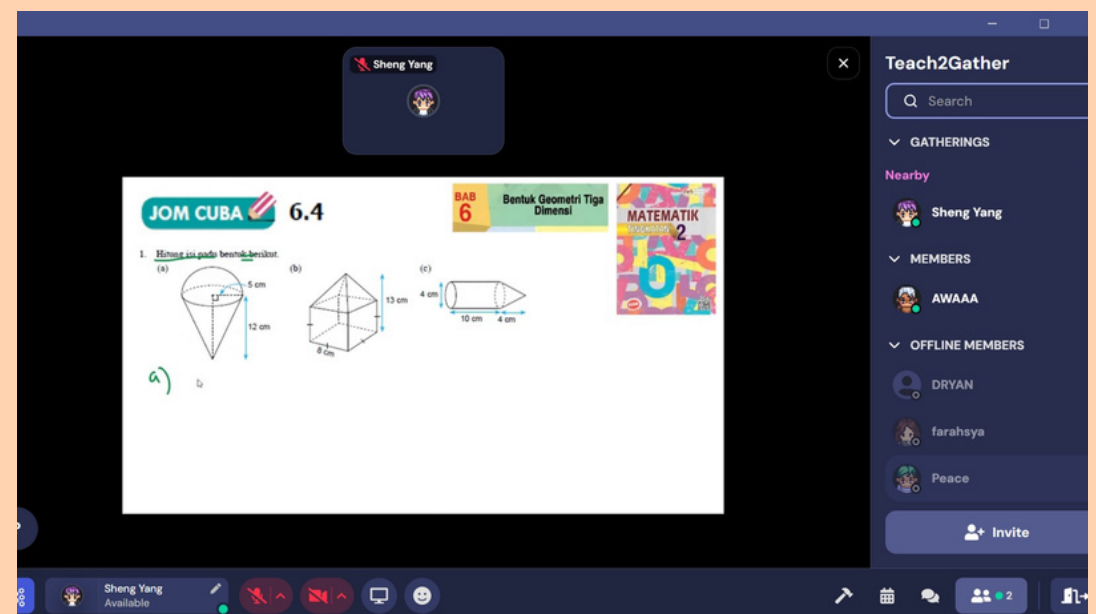 Sheng Yang
Teach2Gather
Search
GATHERINGS
Nearby
Sheng Yang
MEMBERS
AWAAA
OFFLINE MEMBERS
DRYAN
farahsya
Peace
Invite
JOM CUBA 6.4
BAB 6
Bentuk Geometri Tiga Dimensi
MATEMATIK
TINGKATAN 2
1. Hitung isi padu bentuk berikut.
(a)
5 cm
12 cm
(b)
13 cm
8 cm
(c)
4 cm
10 cm
4 cm
a)
Sheng Yang
Available
2